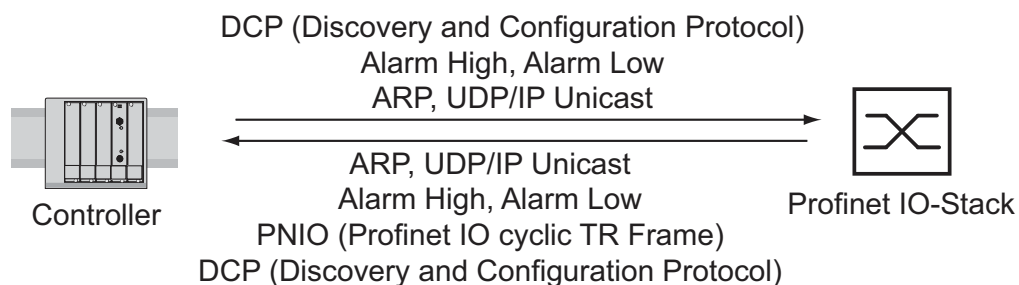 DCP (Discovery and Configuration Protocol)
Alarm High, Alarm Low
ARP, UDP/IP Unicast
ARP, UDP/IP Unicast
Alarm High, Alarm Low
PNIO (Profinet IO cyclic TR Frame)
DCP (Discovery and Configuration Protocol)
Controller
Profinet IO-Stack